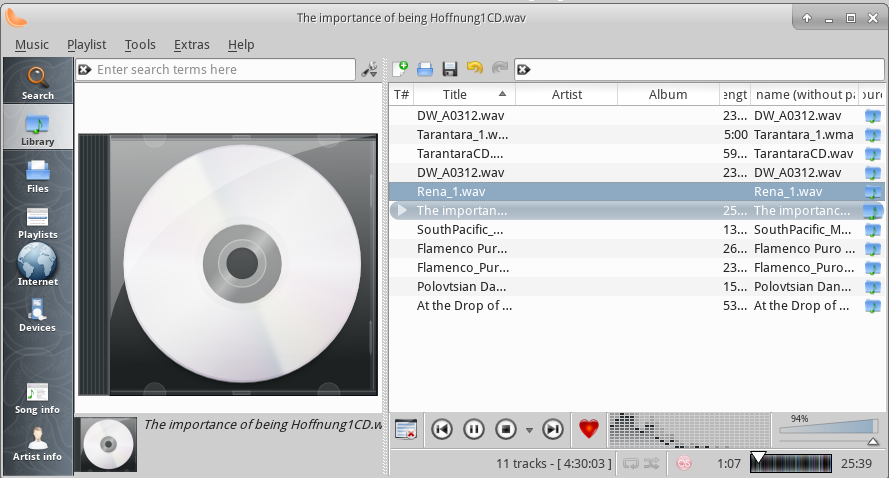 The importance of being Hoffnung1CD.wav
Music Playlist Tools Extras Help
Search
Library
Files
Playlists
Internet
Devices
Song info
Artist info
Enter search terms here
The importance of being Hoffnung1CD.w
T# Title Artist Album engt name (without pa our
DW_A0312.wav 23... DW_A0312.wav
Tarantara_1.w... 5:00 Tarantara_1.wma
TarantaraCD.... 59... TarantaraCD.wav
DW_A0312.wav 23... DW_A0312.wav
Rena_1.wav Rena_1.wav
The importan... 25... The importanc...
SouthPacific_... 13... SouthPacific_M...
Flamenco Pur... 26... Flamenco Puro ...
Flamenco_Pur... 23... Flamenco_Puro...
Polovtsian Da... 15... Polovtsian Dan...
At the Drop of ... 53... At the Drop of ...
94%
11 tracks - [ 4:30:03 ] 1:07 25:39